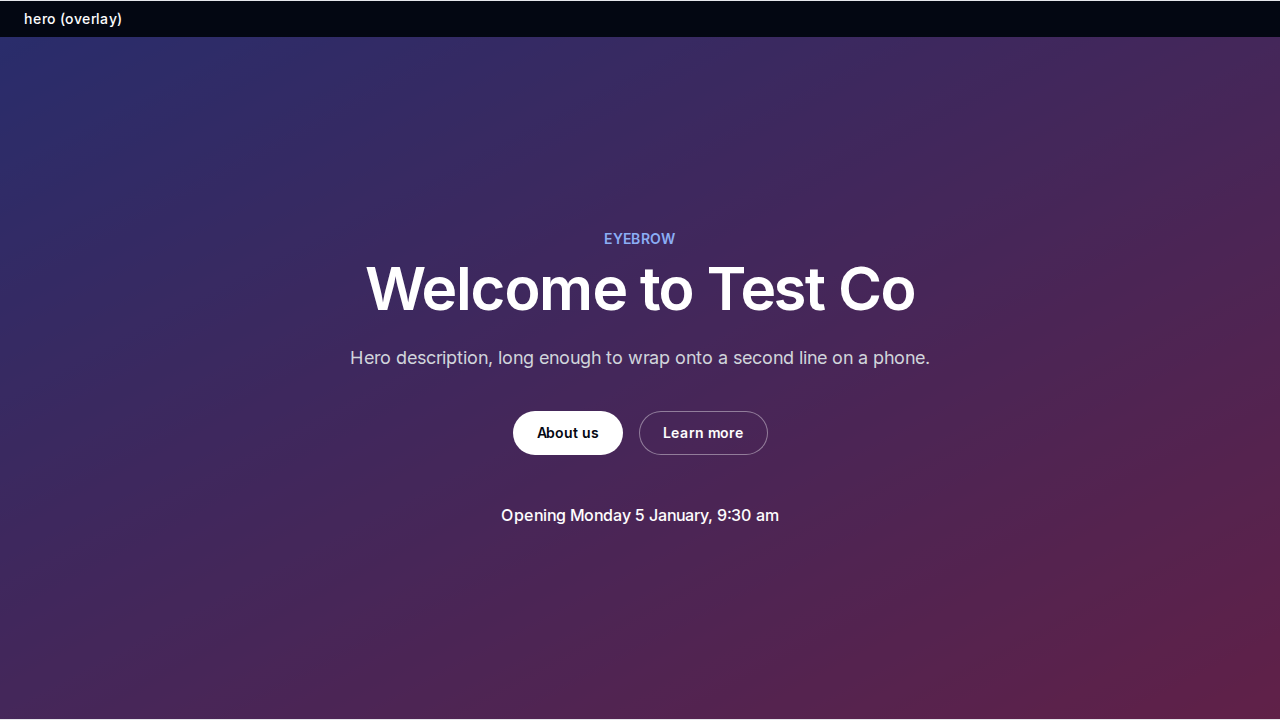 hero (overlay)
EYEBROW
Welcome to Test Co
Hero description, long enough to wrap onto a second line on a phone.
About us
Learn more
Opening Monday 5 January, 9:30 am